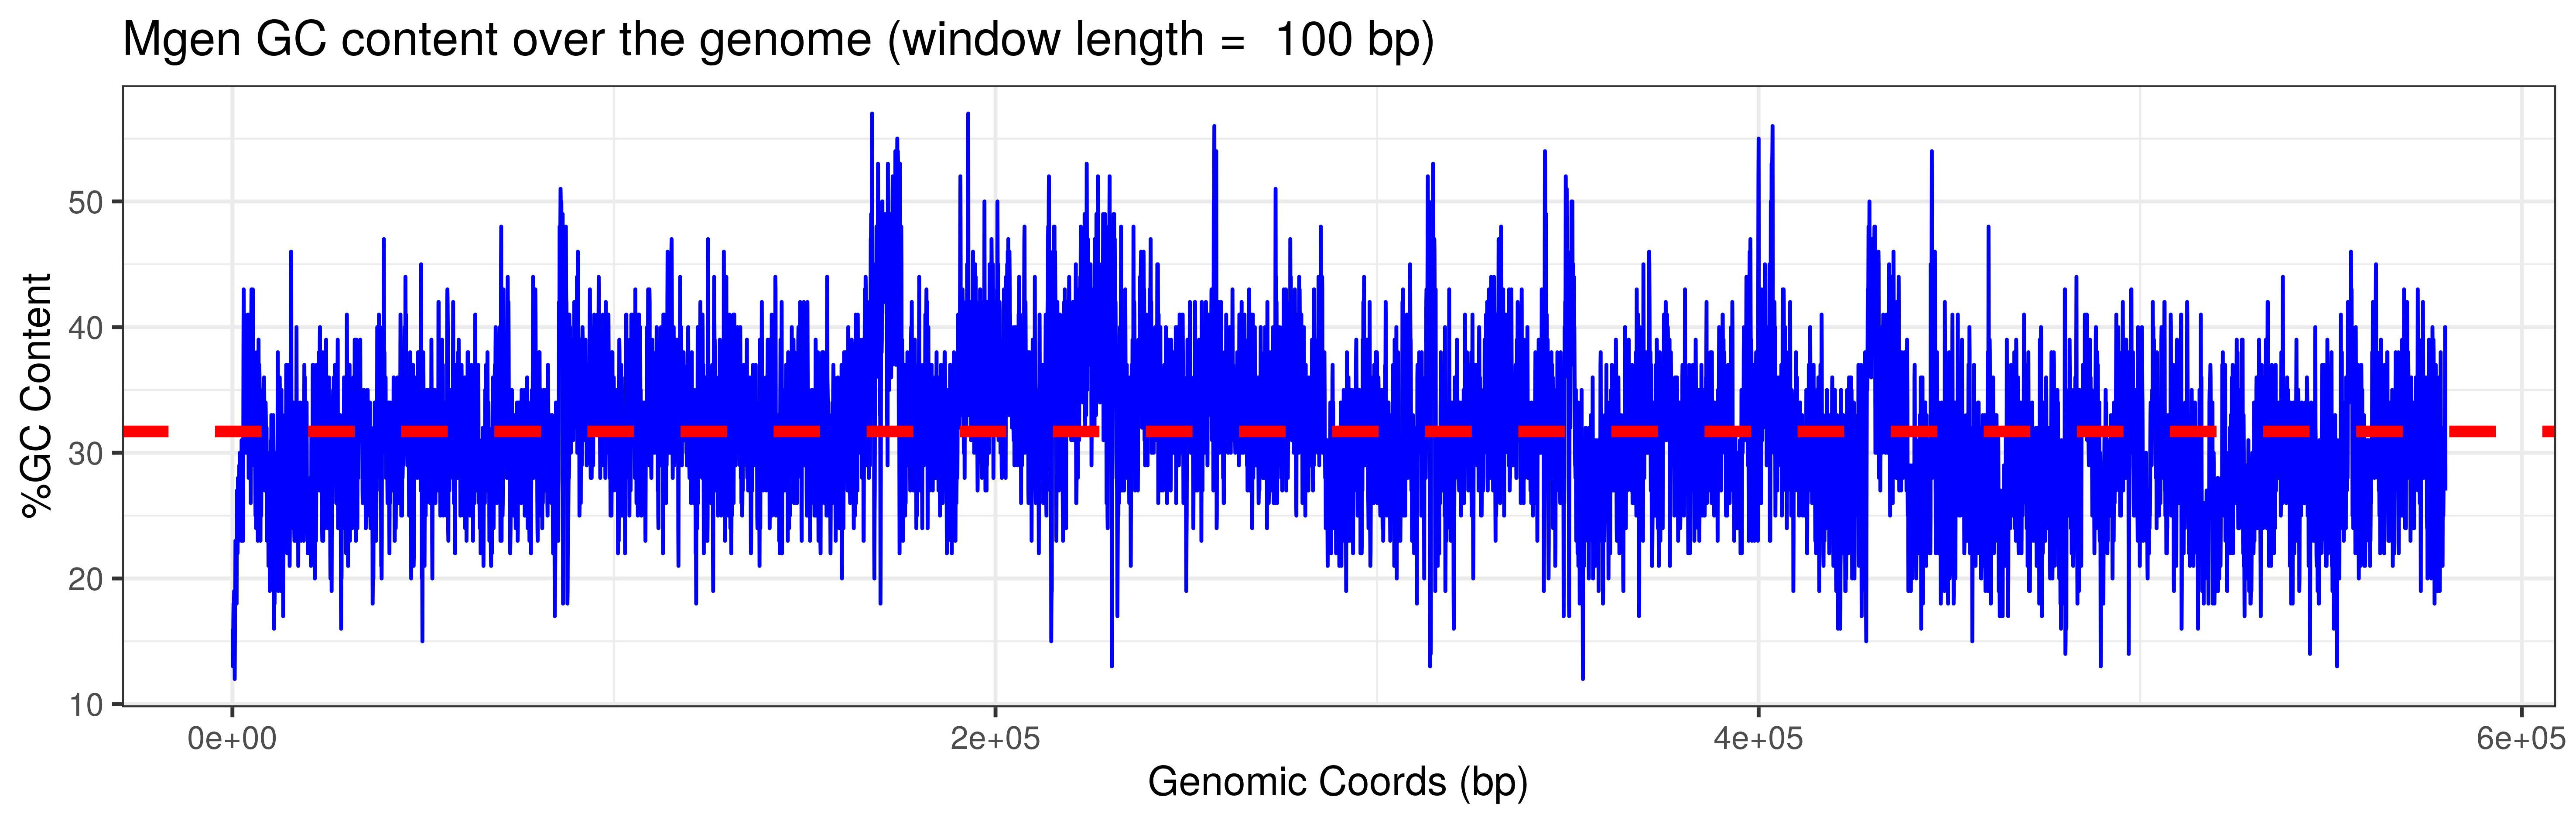 Mgen GC content over the genome (window length =  100 bp)
%GC Content
50
40
30
20
10
0e+00
2e+05
4e+05
6e+05
Genomic Coords (bp)